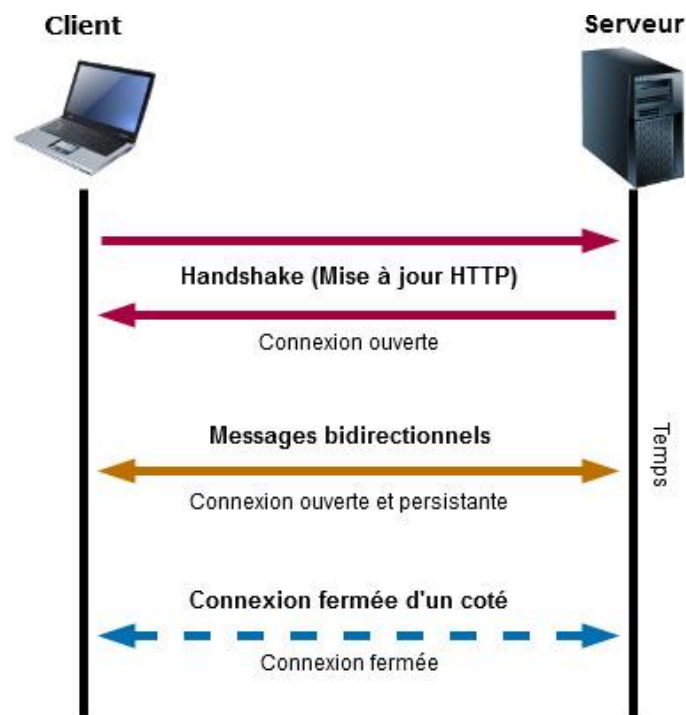 Client
Serveur
Handshake (Mise à jour HTTP)
Connexion ouverte
Messages bidirectionnels
Temps
Connexion ouverte et persistante
Connexion fermée d'un coté
Connexion fermée